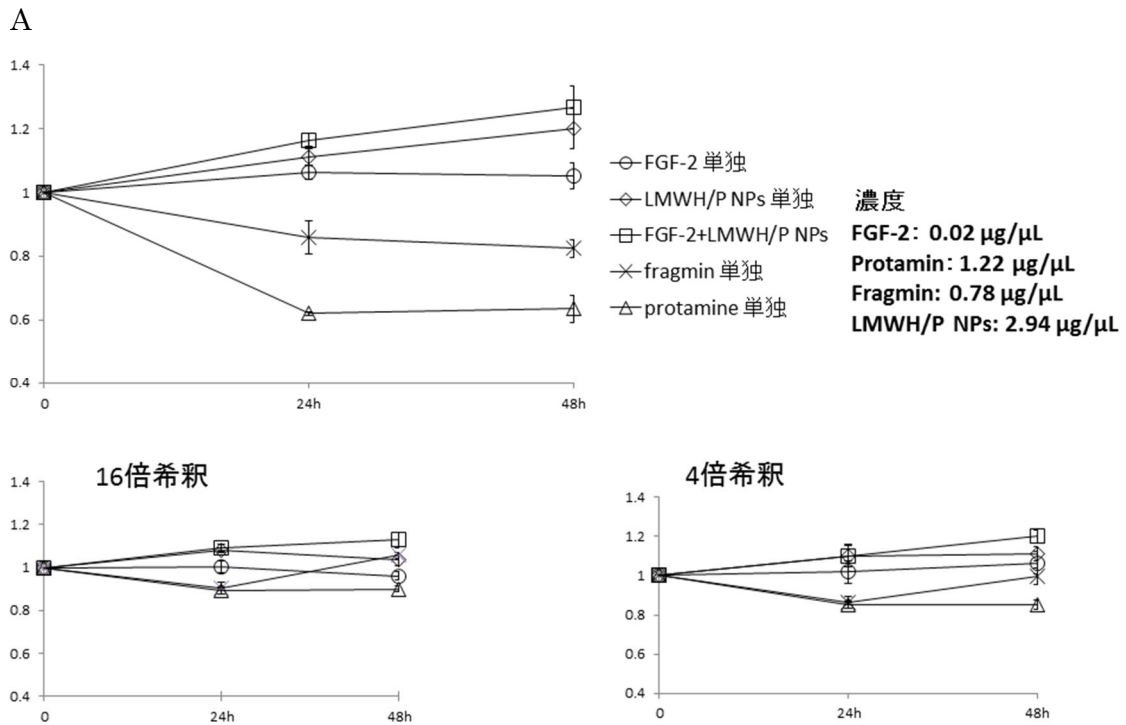 A
1.4
1.2
1
0.8
0.6
0.4
0
24h
48h
FGF-2 単独
LMWH/P NPs 単独
FGF-2+LMWH/P NPs
fragmin 単独
protamine 単独
濃度
FGF-2: 0.02 μg/μL
Protamin: 1.22 μg/μL
Fragmin: 0.78 μg/μL
LMWH/P NPs: 2.94 μg/μL
16倍希釈
1.4
1.2
1
0.8
0.6
0.4
0
24h
48h
4倍希釈
1.4
1.2
1
0.8
0.6
0.4
0
24h
48h